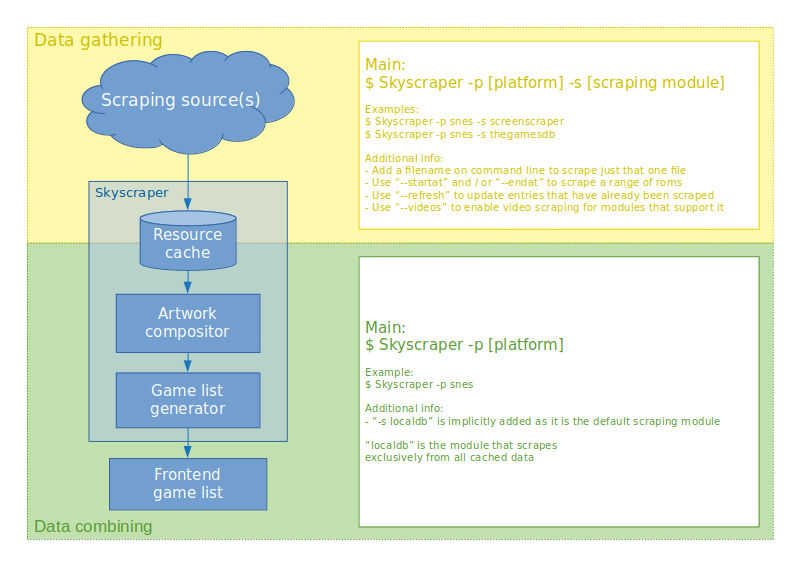 Data gathering
Scraping source(s)
Skyscraper
Resource
cache
Artwork
compositor
Game list
generator
Frontend
game list
Data combining
Main:
$ Skyscraper -p [platform] -s [scraping module]
Examples:
$ Skyscraper -p snes -s screenscraper
$ Skyscraper -p snes -s thegamesdb
Additional info:
- Add a filename on command line to scrape just that one file
- Use “--startat” and / or “--endat” to scrape a range of roms
- Use “--refresh” to update entries that have already been scraped
- Use “--videos” to enable video scraping for modules that support it
Main:
$ Skyscraper -p [platform]
Example:
$ Skyscraper -p snes
Additional info:
- “-s localdb” is implicitly added as it is the default scraping module
“localdb” is the module that scrapes
exclusively from all cached data